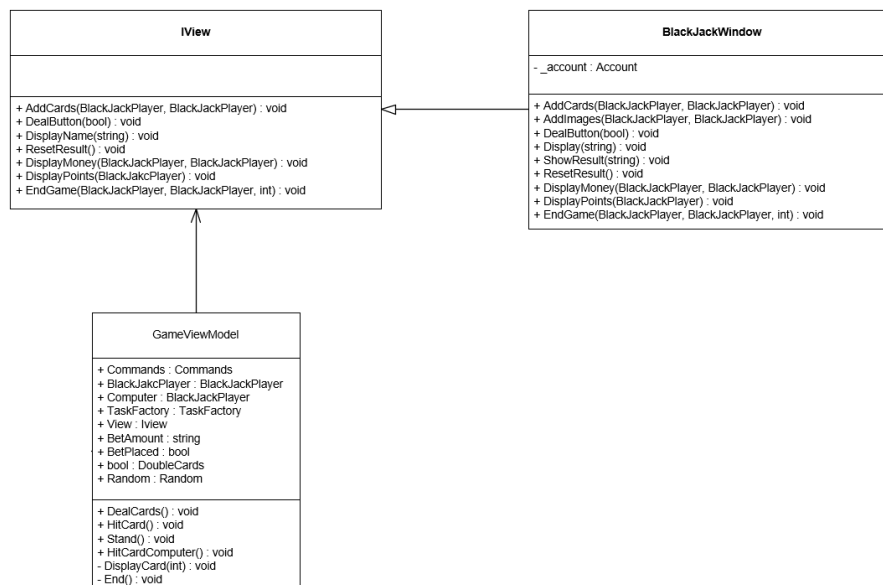 IView
+ AddCards(BlackJackPlayer, BlackJackPlayer) : void
+ DealButton(bool) : void
+ DisplayName(string) : void
+ ResetResult() : void
+ DisplayMoney(BlackJackPlayer, BlackJackPlayer) : void
+ DisplayPoints(BlackJakcPlayer) : void
+ EndGame(BlackJackPlayer, BlackJackPlayer, int) : void
BlackJackWindow
- _account : Account
+ AddCards(BlackJackPlayer, BlackJackPlayer) : void
+ AddImages(BlackJackPlayer, BlackJackPlayer) : void
+ DealButton(bool) : void
+ Display(string) : void
+ ShowResult(string) : void
+ ResetResult() : void
+ DisplayMoney(BlackJackPlayer, BlackJackPlayer) : void
+ DisplayPoints(BlackJackPlayer) : void
+ EndGame(BlackJackPlayer, BlackJackPlayer, int) : void
GameViewModel
+ Commands : Commands
+ BlackJakcPlayer : BlackJackPlayer
+ Computer : BlackJackPlayer
+ TaskFactory : TaskFactory
+ View : Iview
+ BetAmount : string
+ BetPlaced : bool
+ bool : DoubleCards
+ Random : Random
+ DealCards() : void
+ HitCard() : void
+ Stand() : void
+ HitCardComputer() : void
- DisplayCard(int) : void
- End() : void